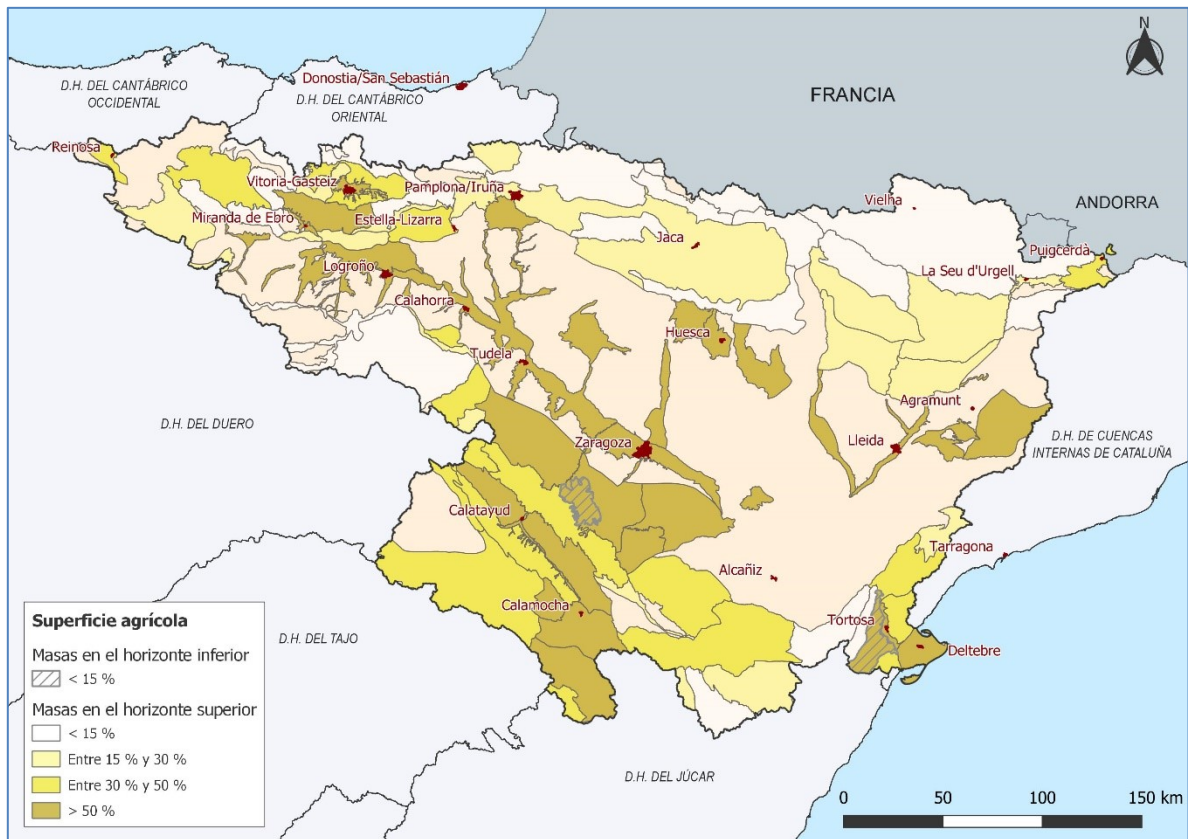 N
D.H. DEL CANTÁBRICO
OCCIDENTAL
Donostia/San Sebastián
D.H. DEL CANTÁBRICO
ORIENTAL
FRANCIA
Reinosa
Vitoria-Gasteiz
Pamplona/Iruña
Vielha
ANDORRA
Miranda de Ebro
Estella-Lizarra
Jaca
Puigcerdà
La Seu d'Urgell
Logroño
Calahorra
Huesca
Tudela
Agramunt
D.H. DEL DUERO
Zaragoza
Lleida
D.H. DE CUENCAS
INTERNAS DE CATALUÑA
Calatayud
Tarragona
Alcañiz
Calamocha
Tortosa
Deltebre
D.H. DEL TAJO
D.H. DEL JÚCAR
Superficie agrícola
Masas en el horizonte inferior
< 15 %
Masas en el horizonte superior
< 15 %
Entre 15 % y 30 %
Entre 30 % y 50 %
> 50 %
0 50 100 150 km